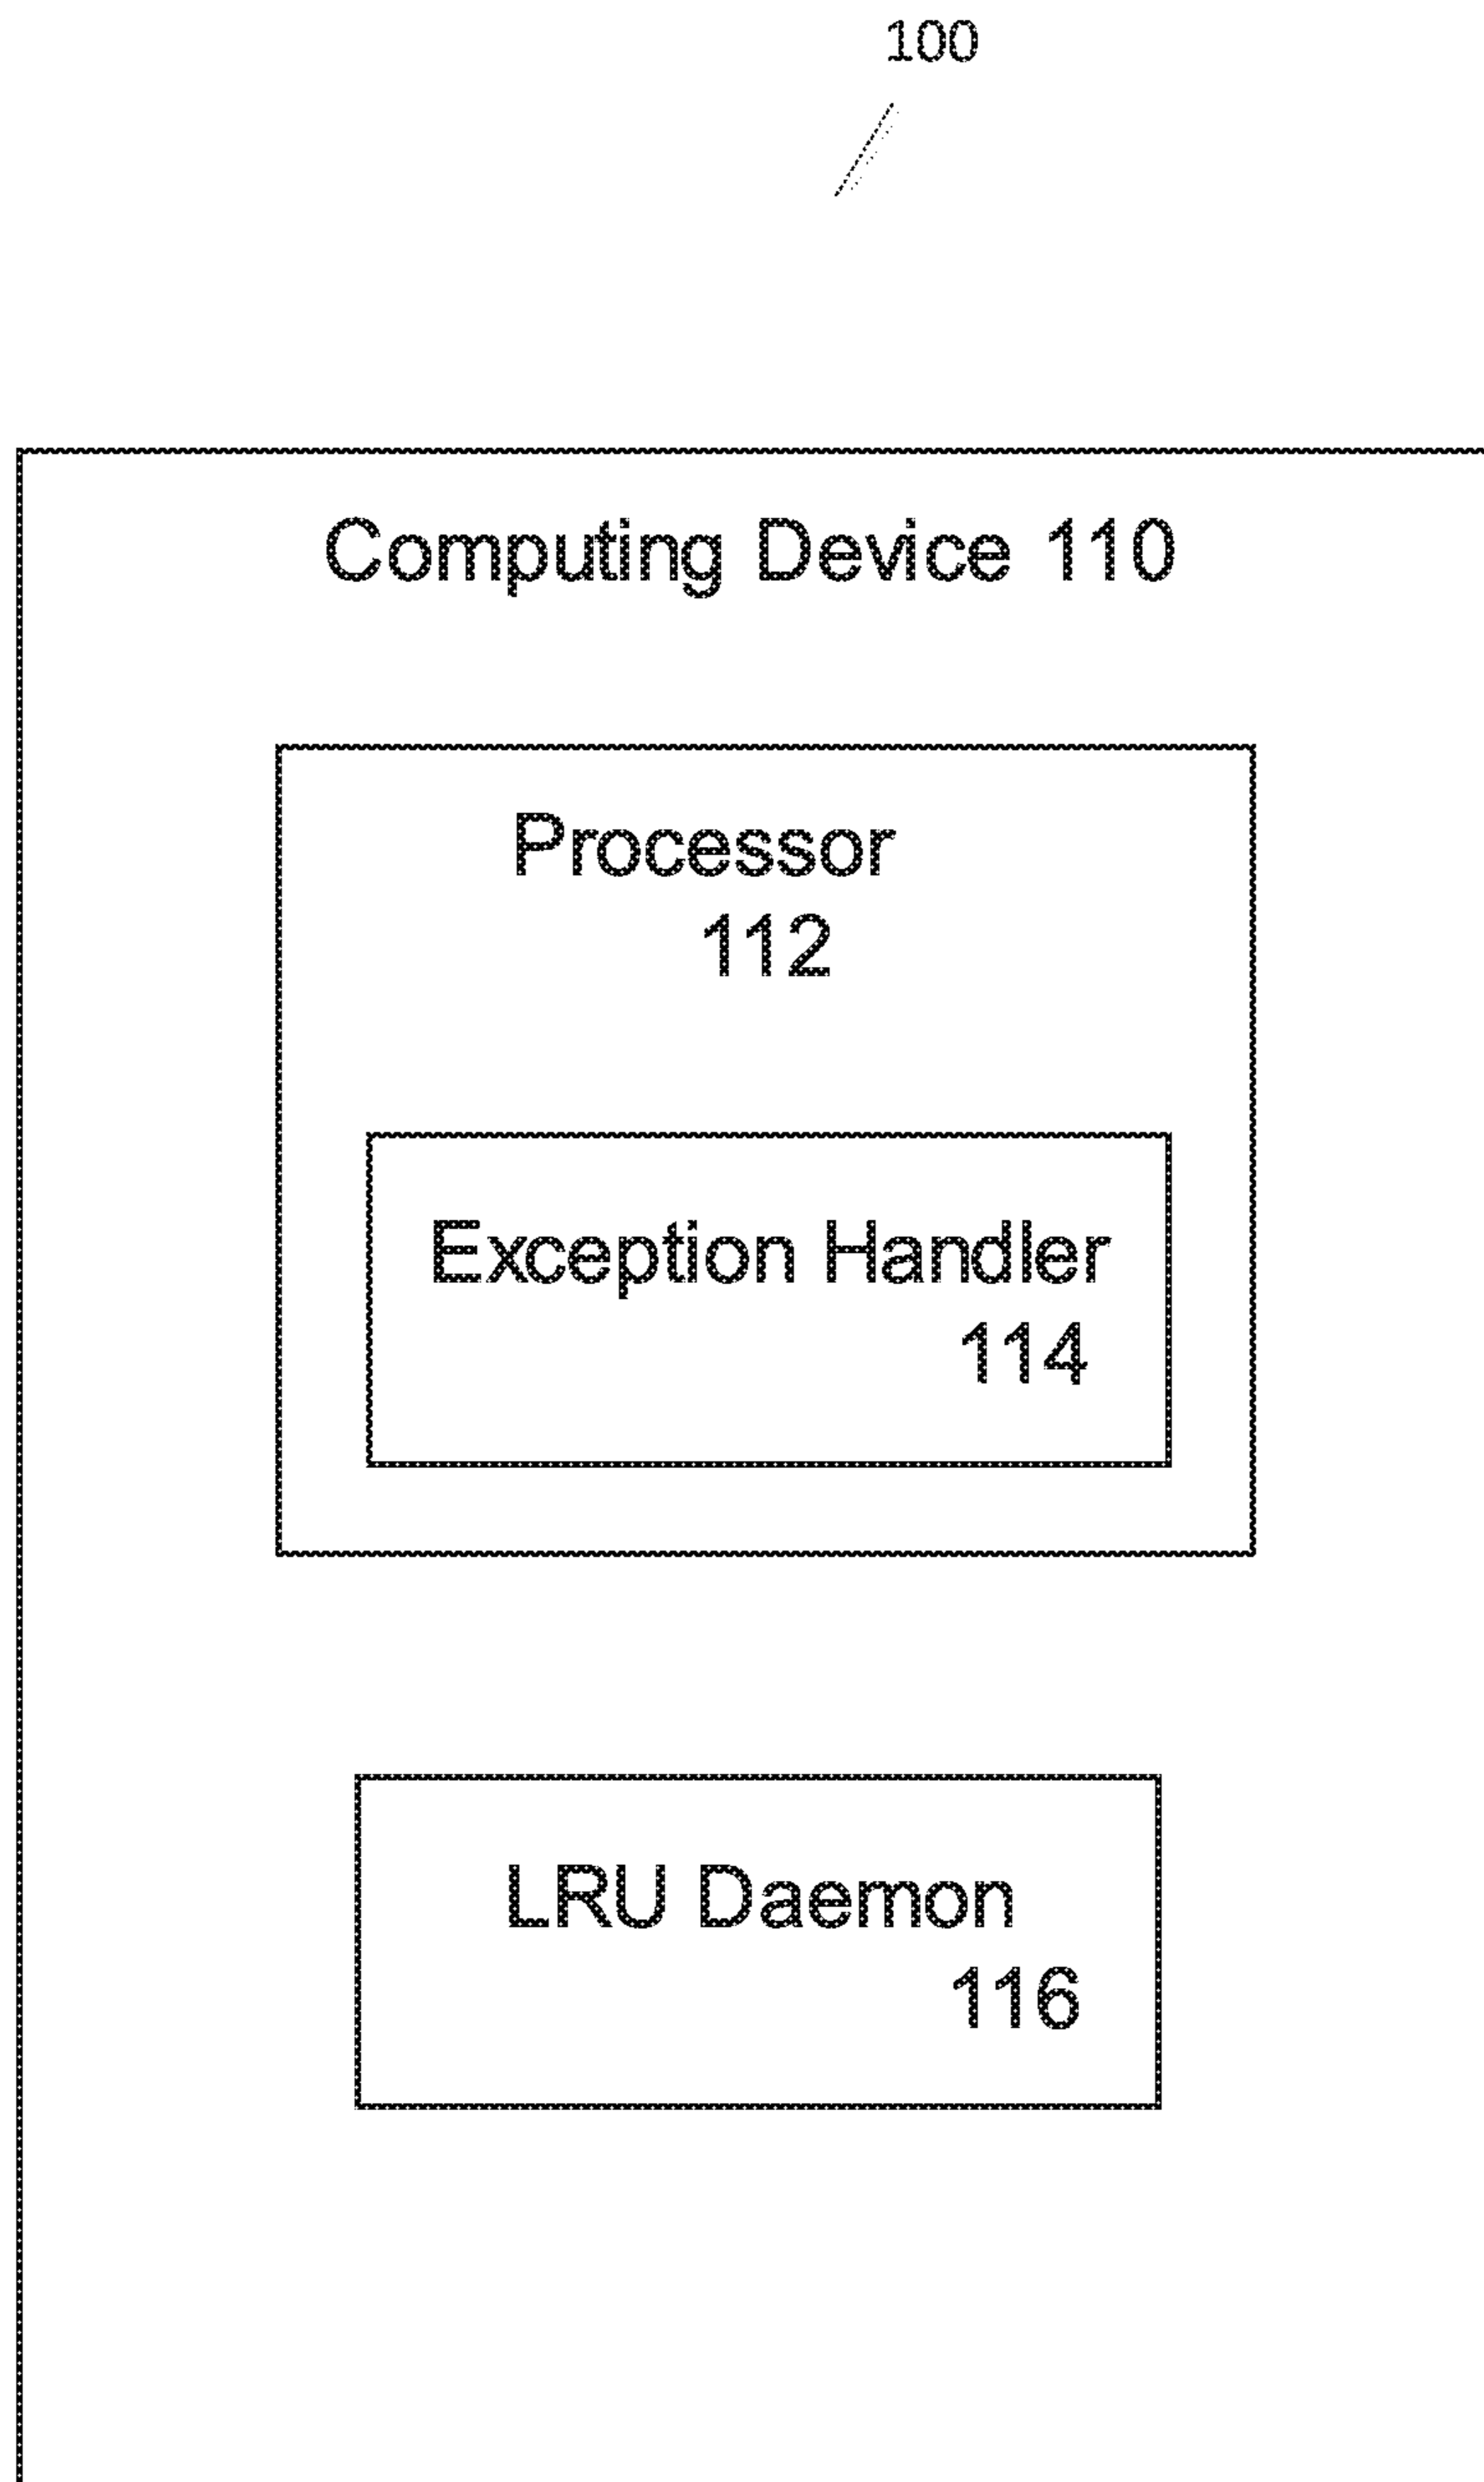 100
Computing Device 110
Processor
112
Exception Handler
114
LRU Daemon
116